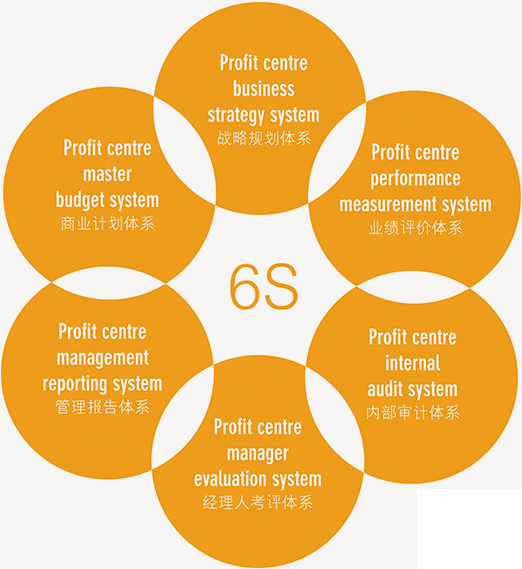 Profit centre
business
strategy system
战略规划体系
Profit centre
master
budget system
商业计划体系
Profit centre
performance
measurement system
业绩评价体系
6S
Profit centre
management
reporting system
管理报告体系
Profit centre
internal
audit system
内部审计体系
Profit centre
manager
evaluation system
经理人考评体系